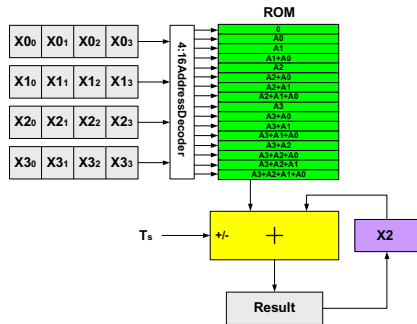 ROM
X0₀ X0₁ X0₂ X0₃
X1₀ X1₁ X1₂ X1₃
X2₀ X2₁ X2₂ X2₃
X3₀ X3₁ X3₂ X3₃
4:16AddressDecoder
0
A0
A1
A1+A0
A2
A2+A0
A2+A1
A2+A1+A0
A3
A3+A0
A3+A1
A3+A1+A0
A3+A2
A3+A2+A0
A3+A2+A1
A3+A2+A1+A0
Tₛ +/- + X2
Result